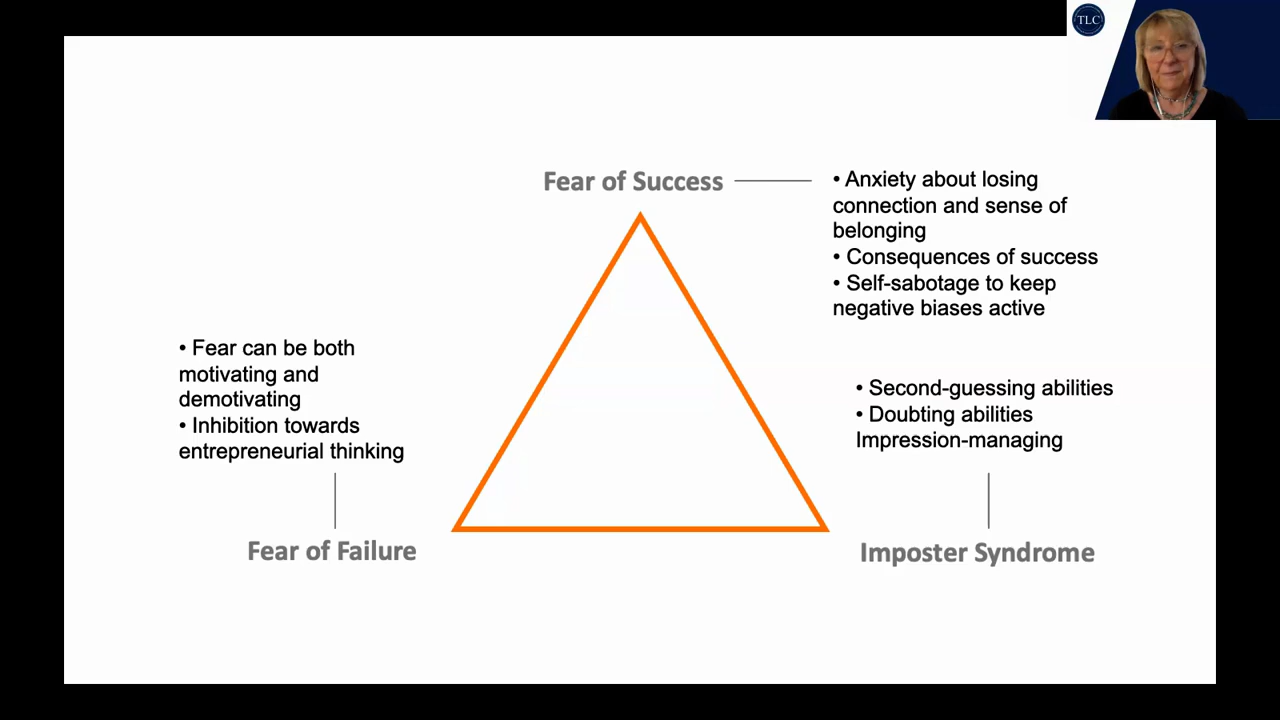 TLC
Fear of Success
• Anxiety about losing
connection and sense of
belonging
• Consequences of success
• Self-sabotage to keep
negative biases active
• Fear can be both
motivating and
demotivating
• Inhibition towards
entrepreneurial thinking
Fear of Failure
• Second-guessing abilities
• Doubting abilities
Impression-managing
Imposter Syndrome